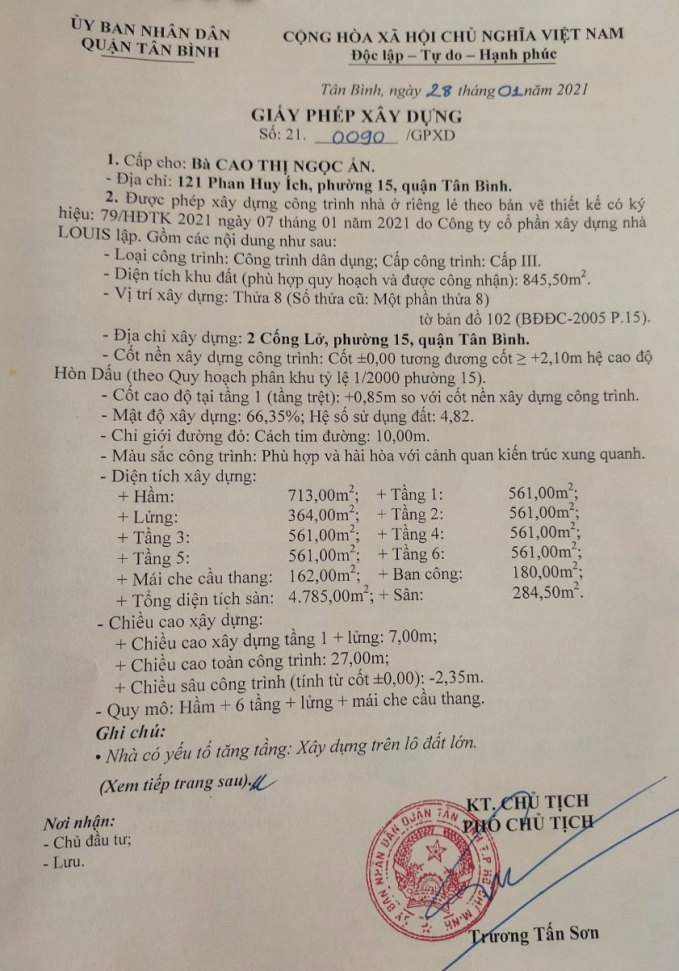 ỦY BAN NHÂN DÂN
QUẬN TÂN BÌNH
CỘNG HÒA XÃ HỘI CHỦ NGHĨA VIỆT NAM
Độc lập – Tự do – Hạnh phúc
Tân Bình, ngày 28 tháng 01 năm 2021
GIẤY PHÉP XÂY DỰNG
Số: 21. 0090 /GPXD
1. Cấp cho: Bà CAO THỊ NGỌC ÂN.
- Địa chỉ: 121 Phan Huy Ích, phường 15, quận Tân Bình.
2. Được phép xây dựng công trình nhà ở riêng lẻ theo bản vẽ thiết kế có ký
hiệu: 79/HĐTK 2021 ngày 07 tháng 01 năm 2021 do Công ty cổ phần xây dựng nhà
LOUIS lập. Gồm các nội dung như sau:
- Loại công trình: Công trình dân dụng; Cấp công trình: Cấp III.
- Diện tích khu đất (phù hợp quy hoạch và được công nhận): 845,50m².
- Vị trí xây dựng: Thửa 8 (Số thửa cũ: Một phần thửa 8)
tờ bản đồ 102 (BĐĐC-2005 P.15).
- Địa chỉ xây dựng: 2 Cống Lở, phường 15, quận Tân Bình.
- Cốt nền xây dựng công trình: Cốt ±0,00 tương đương cốt ≥ +2,10m hệ cao độ
Hòn Dấu (theo Quy hoạch phân khu tỷ lệ 1/2000 phường 15).
- Cốt cao độ tại tầng 1 (tầng trệt): +0,85m so với cốt nền xây dựng công trình.
- Mật độ xây dựng: 66,35%; Hệ số sử dụng đất: 4,82.
- Chỉ giới đường đỏ: Cách tim đường: 10,00m.
- Màu sắc công trình: Phù hợp và hài hòa với cảnh quan kiến trúc xung quanh.
- Diện tích xây dựng:
+ Hầm: 713,00m²; + Tầng 1: 561,00m²;
+ Lửng: 364,00m²; + Tầng 2: 561,00m²;
+ Tầng 3: 561,00m²; + Tầng 4: 561,00m²;
+ Tầng 5: 561,00m²; + Tầng 6: 561,00m²;
+ Mái che cầu thang: 162,00m²; + Ban công: 180,00m²;
+ Tổng diện tích sàn: 4.785,00m²; + Sân: 284,50m².
- Chiều cao xây dựng:
+ Chiều cao xây dựng tầng 1 + lửng: 7,00m;
+ Chiều cao toàn công trình: 27,00m;
+ Chiều sâu công trình (tính từ cốt ±0,00): -2,35m.
- Quy mô: Hầm + 6 tầng + lửng + mái che cầu thang.
Ghi chú:
• Nhà có yếu tố tăng tầng: Xây dựng trên lô đất lớn.
(Xem tiếp trang sau).
Nơi nhận:
- Chủ đầu tư;
- Lưu.
KT. CHỦ TỊCH
PHÓ CHỦ TỊCH
ỦY BAN NHÂN DÂN QUẬN TÂN BÌNH T.P HỒ CHÍ MINH
Trương Tấn Sơn